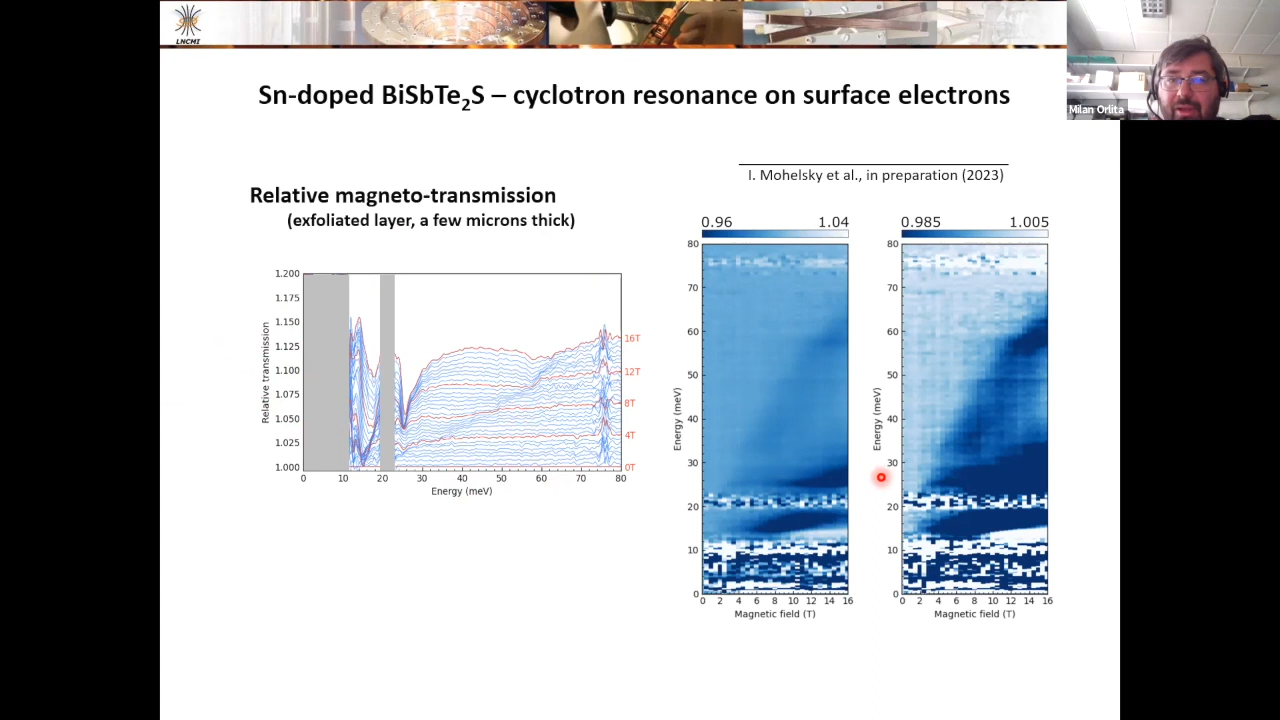 LNCMI
Milan Orlita
Sn-doped BiSbTe₂S – cyclotron resonance on surface electrons
I. Mohelsky et al., in preparation (2023)
Relative magneto-transmission
(exfoliated layer, a few microns thick)
1.200
1.175
1.150
1.125
1.100
1.075
1.050
1.025
1.000
Relative transmission
0 10 20 30 40 50 60 70 80
Energy (meV)
16T
12T
8T
4T
0T
0.96 1.04
80
70
60
50
40
30
20
10
0
Energy (meV)
0 2 4 6 8 10 12 14 16
Magnetic field (T)
0.985 1.005
80
70
60
50
40
30
20
10
0
Energy (meV)
0 2 4 6 8 10 12 14 16
Magnetic field (T)